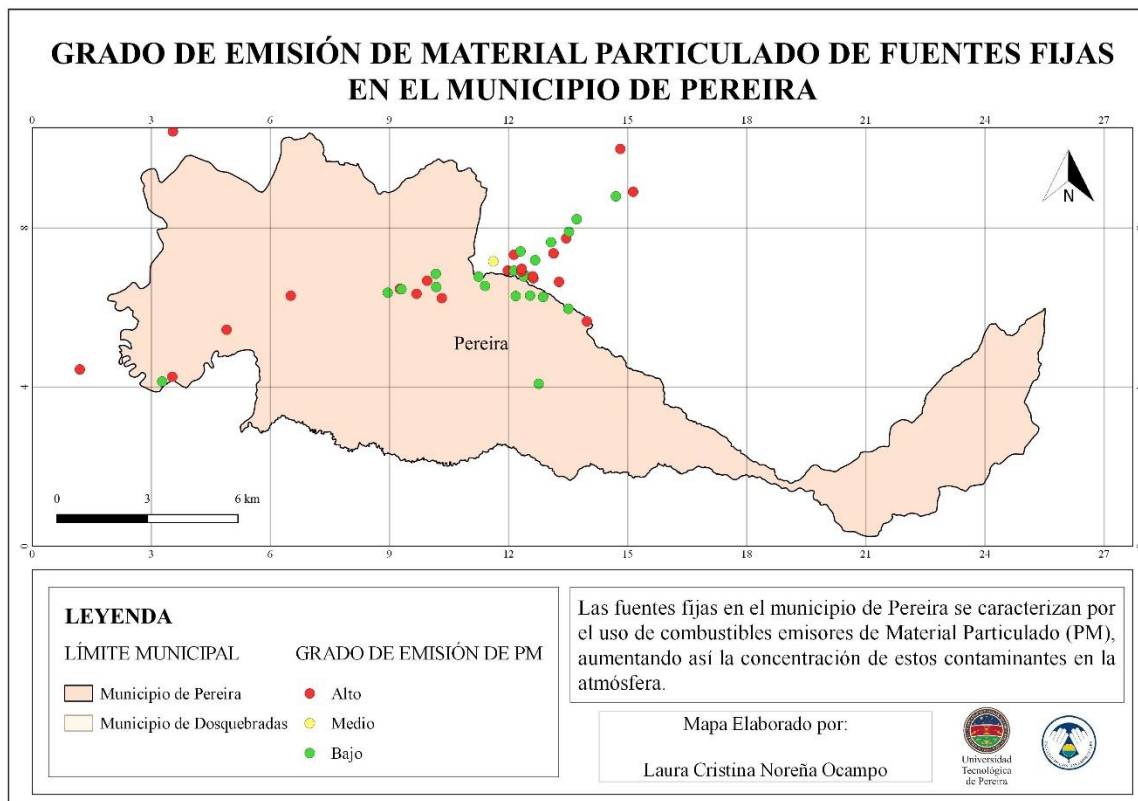 GRADO DE EMISIÓN DE MATERIAL PARTICULADO DE FUENTES FIJAS
EN EL MUNICIPIO DE PEREIRA
0 3 6 9 12 15 18 21 24 27
8
N
Pereira
4
0 3 6 km
0
0 3 6 9 12 15 18 21 24 27
LEYENDA
LÍMITE MUNICIPAL
Municipio de Pereira
Municipio de Dosquebradas
GRADO DE EMISIÓN DE PM
Alto
Medio
Bajo
Las fuentes fijas en el municipio de Pereira se caracterizan por
el uso de combustibles emisores de Material Particulado (PM),
aumentando así la concentración de estos contaminantes en la
atmósfera.
Mapa Elaborado por:
Laura Cristina Noreña Ocampo
Universidad
Tecnológica
de Pereira